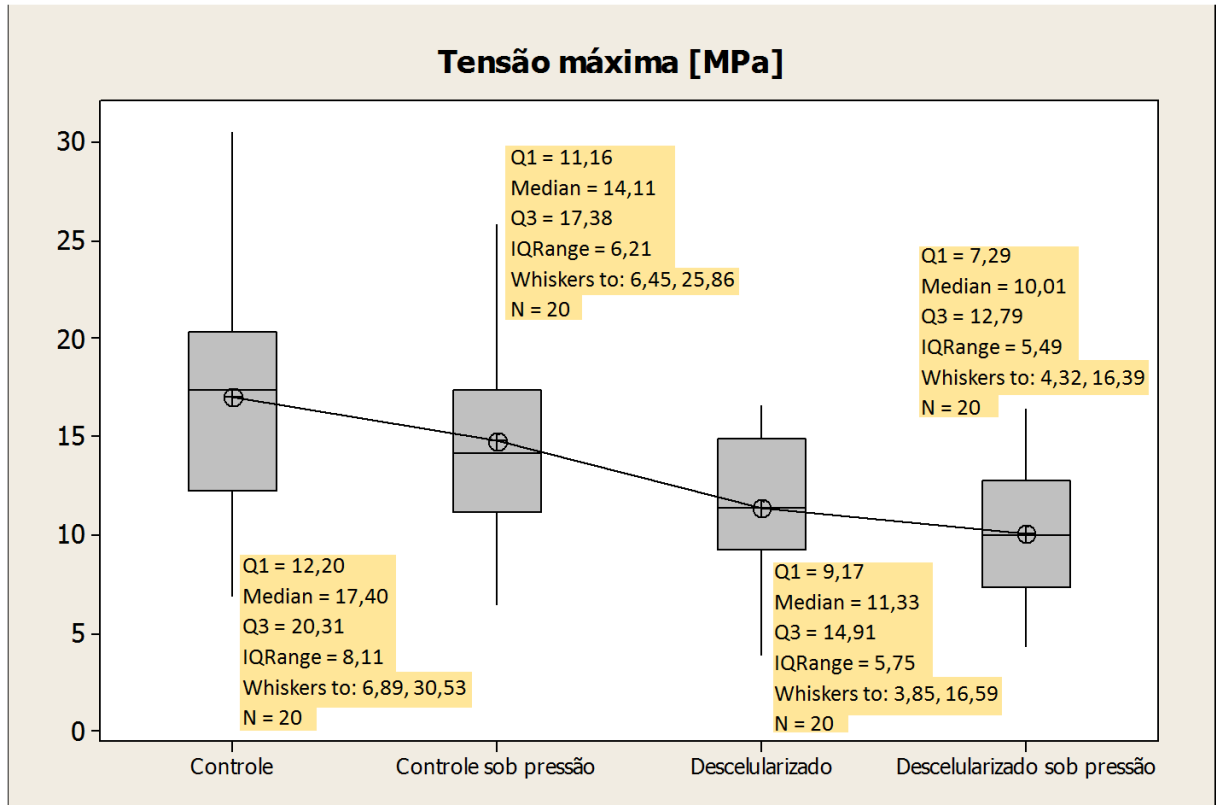 Tensão máxima [MPa]
30
25
20
15
10
5
0
Q1 = 12,20
Median = 17,40
Q3 = 20,31
IQRange = 8,11
Whiskers to: 6,89, 30,53
N = 20
Q1 = 11,16
Median = 14,11
Q3 = 17,38
IQRange = 6,21
Whiskers to: 6,45, 25,86
N = 20
Q1 = 9,17
Median = 11,33
Q3 = 14,91
IQRange = 5,75
Whiskers to: 3,85, 16,59
N = 20
Q1 = 7,29
Median = 10,01
Q3 = 12,79
IQRange = 5,49
Whiskers to: 4,32, 16,39
N = 20
Controle
Controle sob pressão
Descelularizado
Descelularizado sob pressão